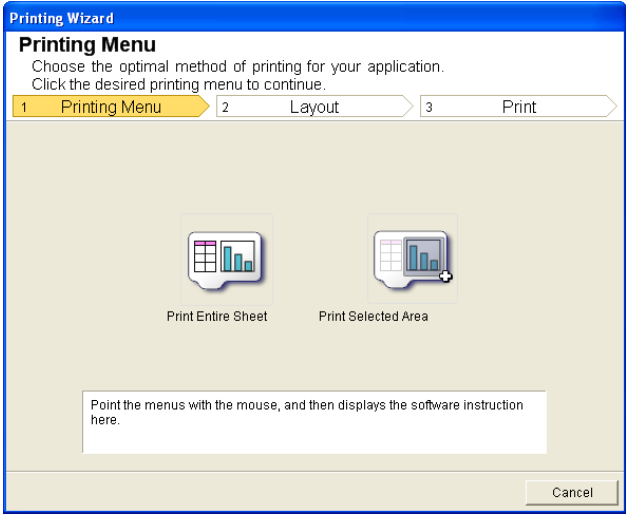 Printing Wizard
Printing Menu
Choose the optimal method of printing for your application.
Click the desired printing menu to continue.
1 Printing Menu 2 Layout 3 Print
Print Entire Sheet Print Selected Area
Point the menus with the mouse, and then displays the software instruction
here.
Cancel